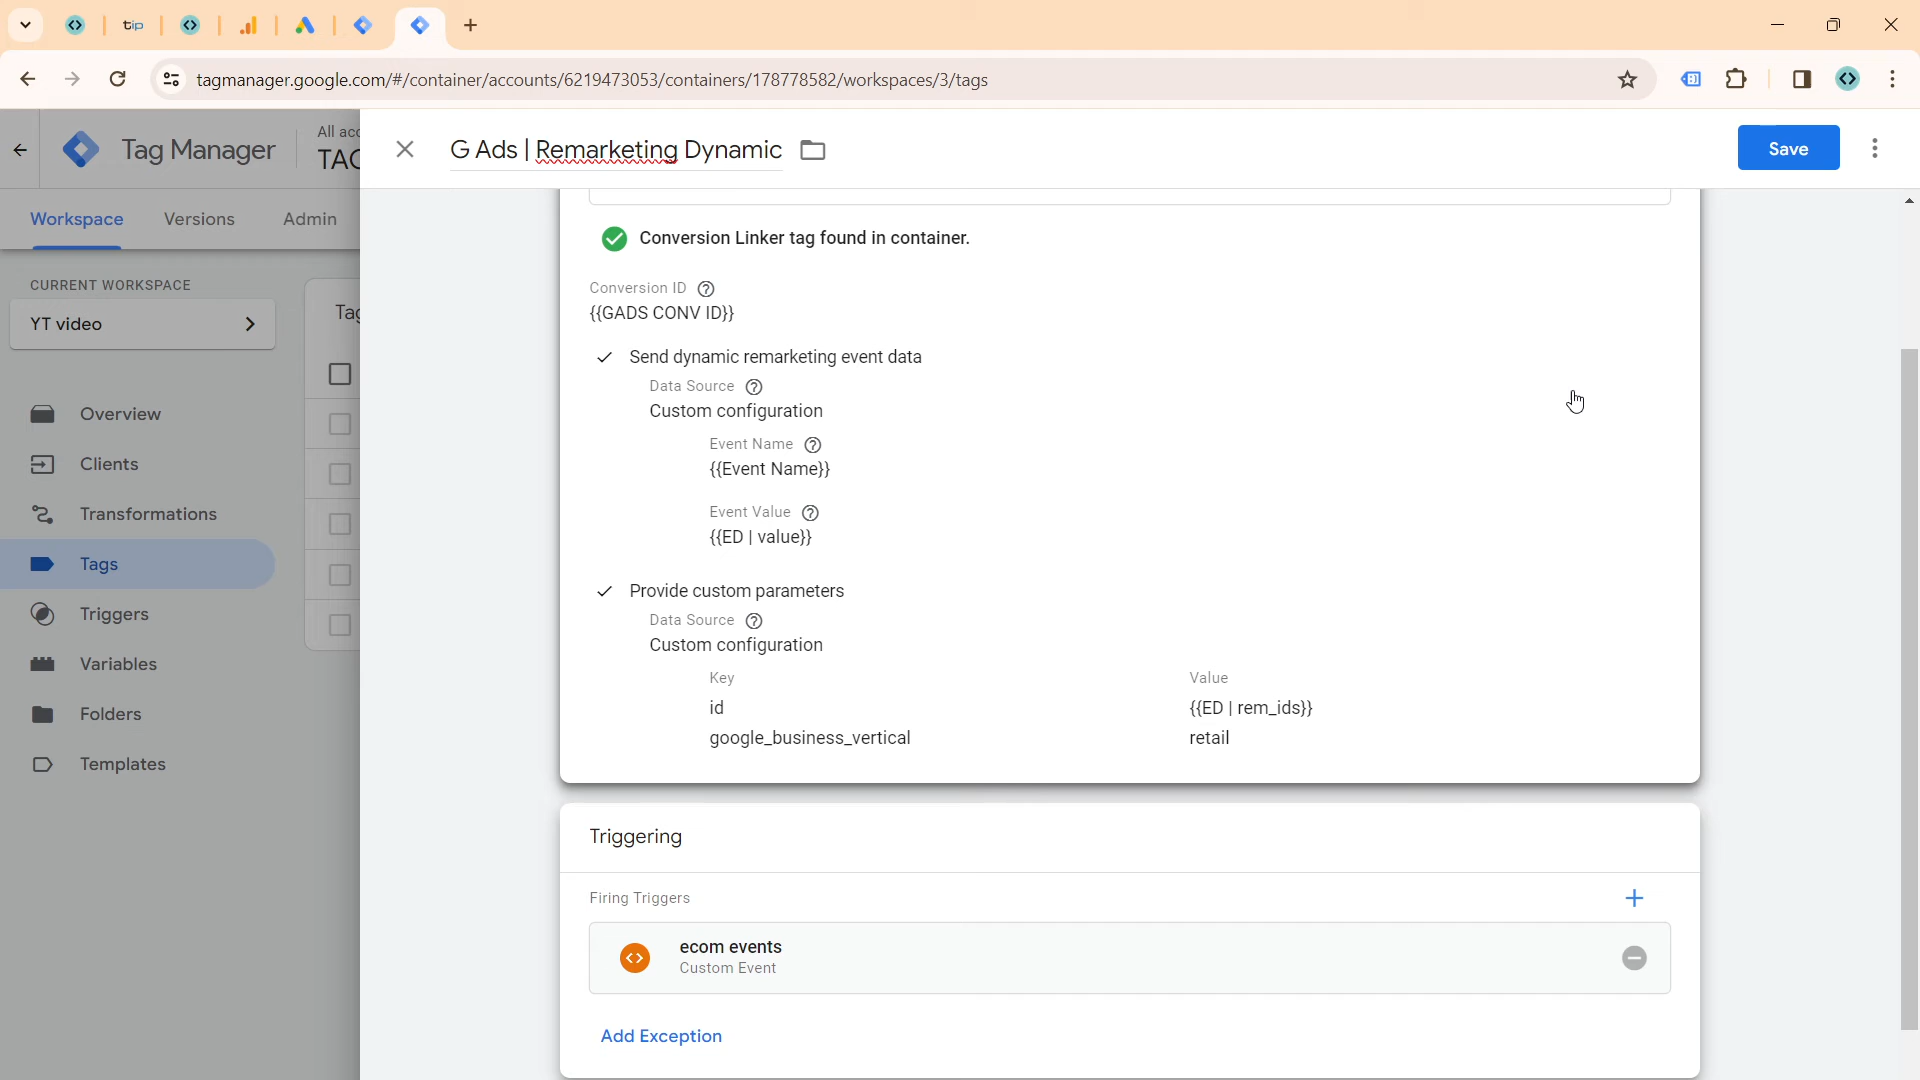 tip
tagmanager.google.com/#/container/accounts/6219473053/containers/178778582/workspaces/3/tags
Tag Manager
All acc
TAG
G Ads | Remarketing Dynamic
Save
Workspace
Versions
Admin
CURRENT WORKSPACE
YT video
Tag
Overview
Clients
Transformations
Tags
Triggers
Variables
Folders
Templates
Conversion Linker tag found in container.
Conversion ID
{{GADS CONV ID}}
Send dynamic remarketing event data
Data Source
Custom configuration
Event Name
{{Event Name}}
Event Value
{{ED | value}}
Provide custom parameters
Data Source
Custom configuration
Key Value
id {{ED | rem_ids}}
google_business_vertical retail
Triggering
Firing Triggers
ecom events
Custom Event
Add Exception